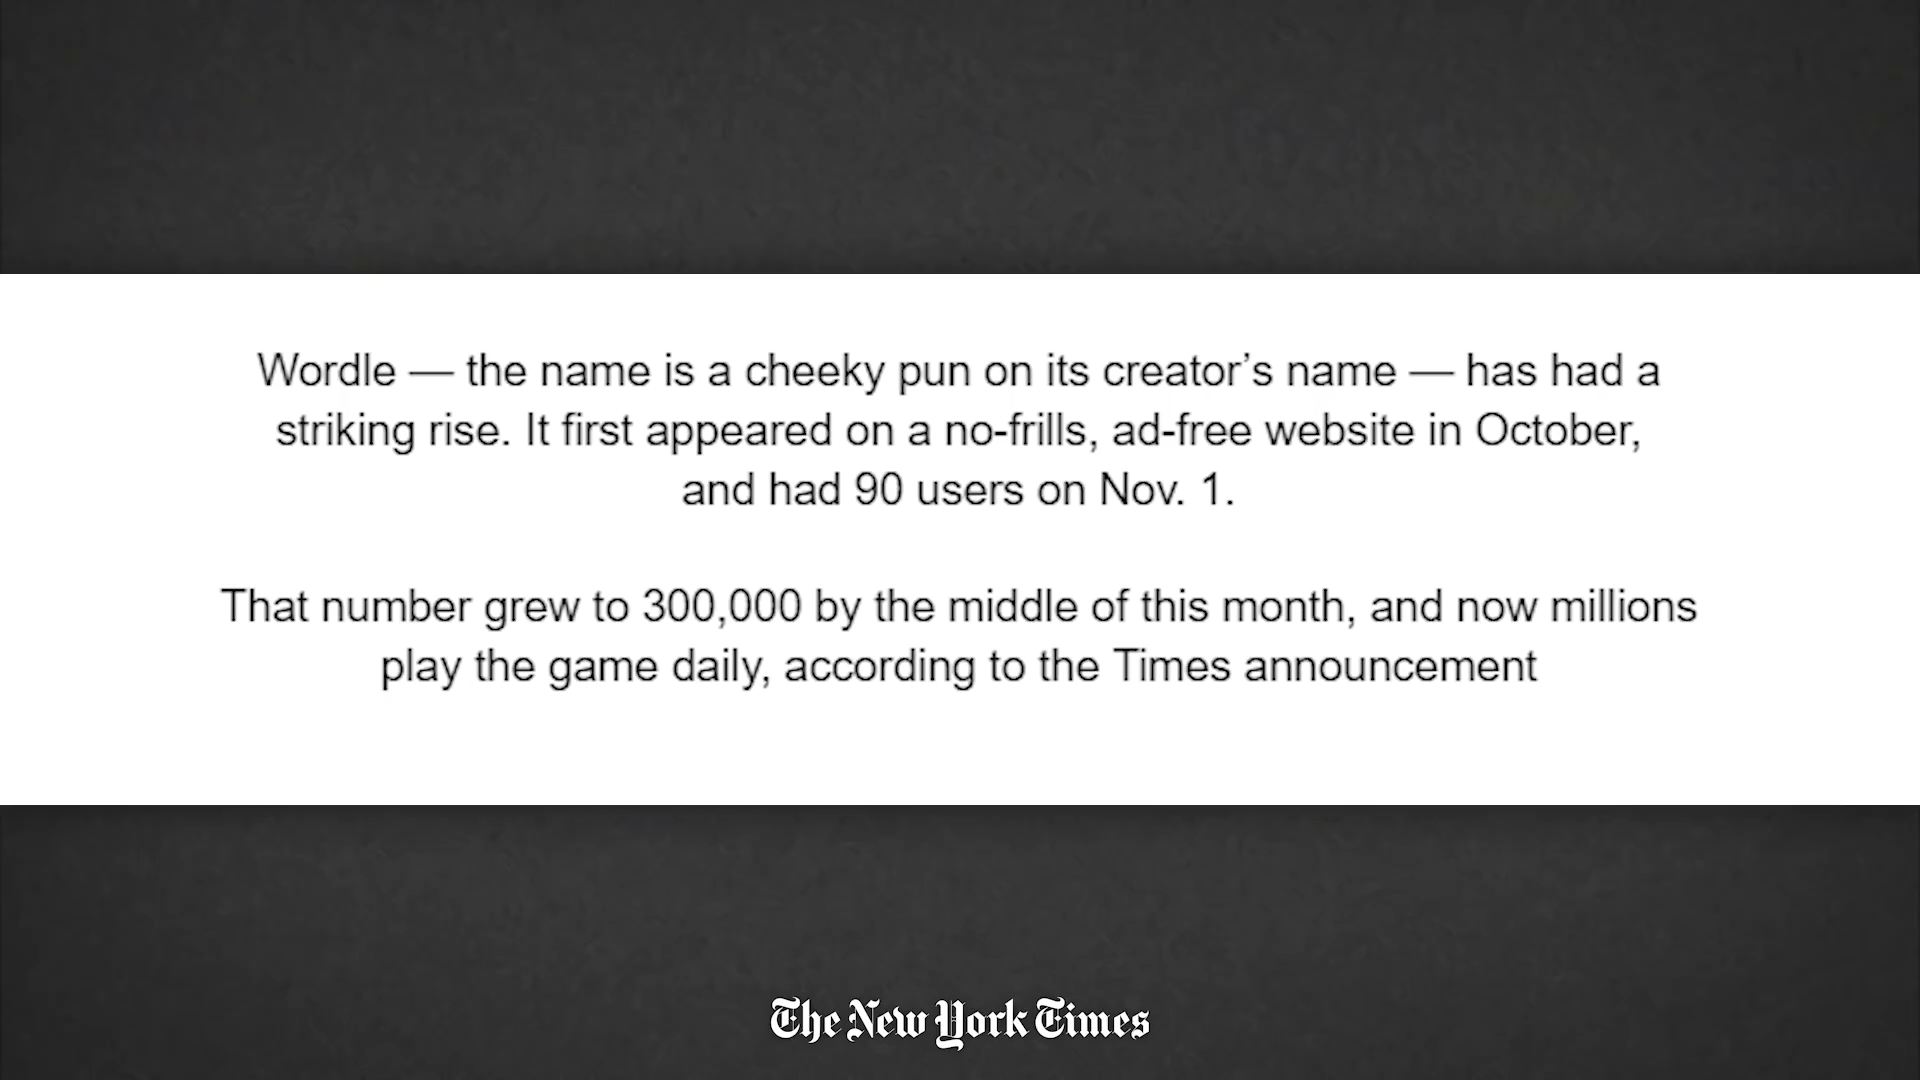 Wordle — the name is a cheeky pun on its creator’s name — has had a
striking rise. It first appeared on a no-frills, ad-free website in October,
and had 90 users on Nov. 1.
That number grew to 300,000 by the middle of this month, and now millions
play the game daily, according to the Times announcement
The New York Times